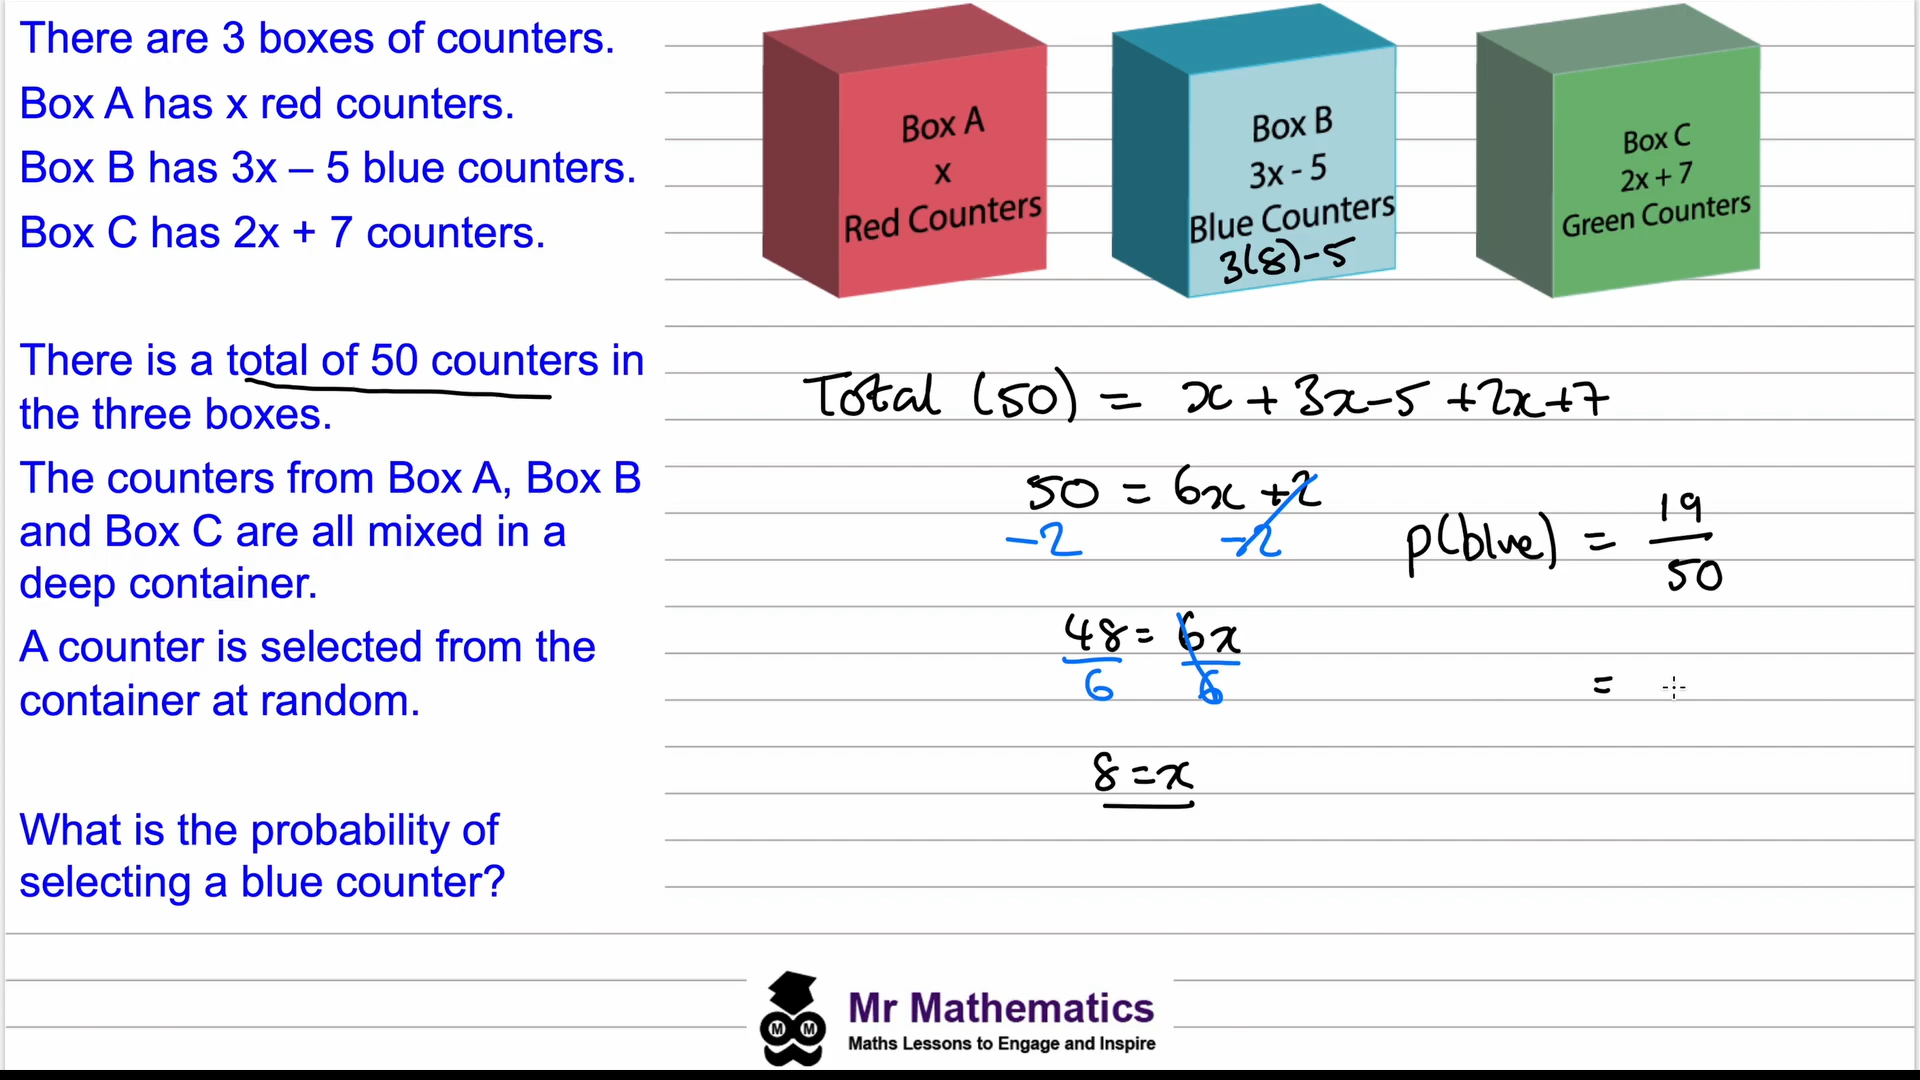 There are 3 boxes of counters.
Box A has x red counters.
Box B has 3x – 5 blue counters.
Box C has 2x + 7 counters.
There is a total of 50 counters in
the three boxes.
The counters from Box A, Box B
and Box C are all mixed in a
deep container.
A counter is selected from the
container at random.
What is the probability of
selecting a blue counter?
Box A
x
Red Counters
Box B
3x - 5
Blue Counters
3(8)-5
Box C
2x + 7
Green Counters
Total (50) = x + 3x-5 +2x+7
50 = 6x +2
-2 -2
48 = 6x
6 6
8 = x
p(blue) = 19
50
=
M M
Mr Mathematics
Maths Lessons to Engage and Inspire